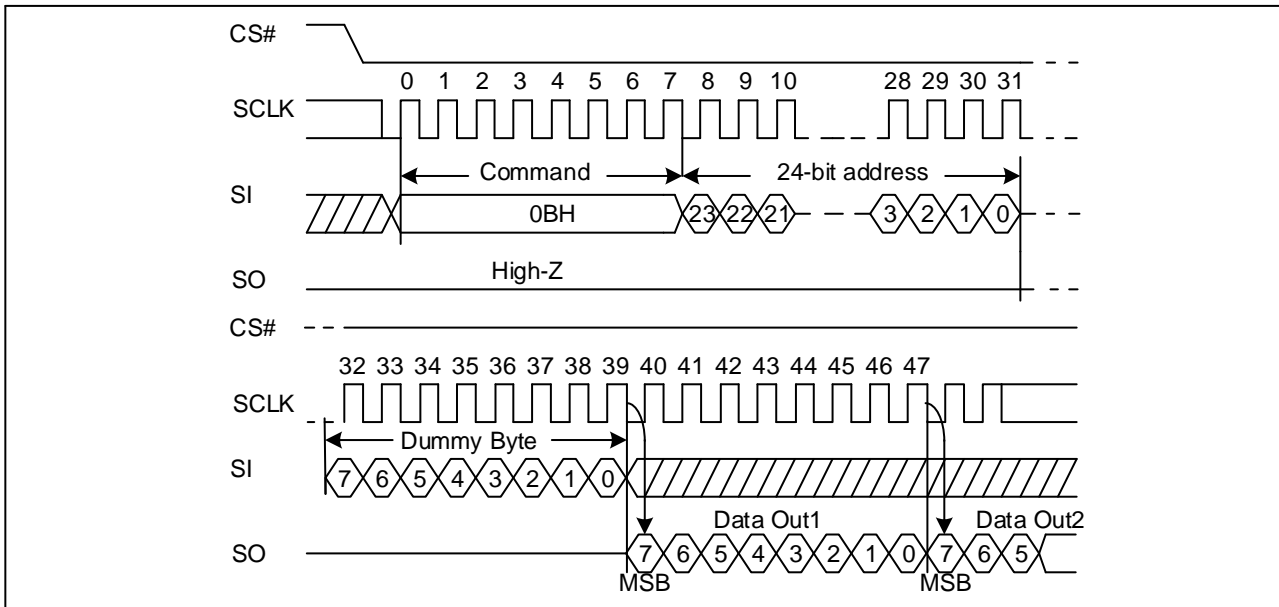 CS#
0 1 2 3 4 5 6 7 8 9 10 28 29 30 31
SCLK
Command 24-bit address
SI
0BH 23 22 21 3 2 1 0
High-Z
SO
CS#
32 33 34 35 36 37 38 39 40 41 42 43 44 45 46 47
SCLK
Dummy Byte
SI
7 6 5 4 3 2 1 0
Data Out1 Data Out2
SO
7 6 5 4 3 2 1 0 7 6 5
MSB MSB